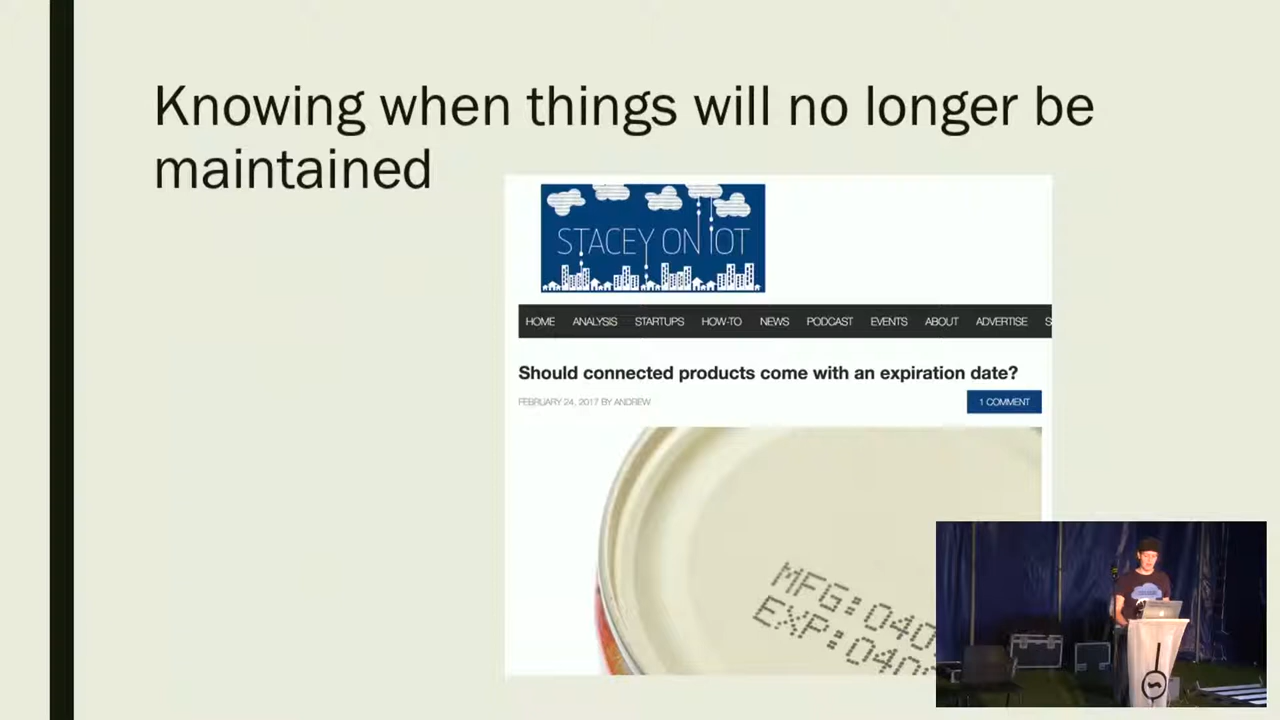 Knowing when things will no longer be
maintained
STACEY ON IOT
HOME ANALYSIS STARTUPS HOW-TO NEWS PODCAST EVENTS ABOUT ADVERTISE S
Should connected products come with an expiration date?
FEBRUARY 24, 2017 BY ANDREW
1 COMMENT
MFG:040
EXP:040